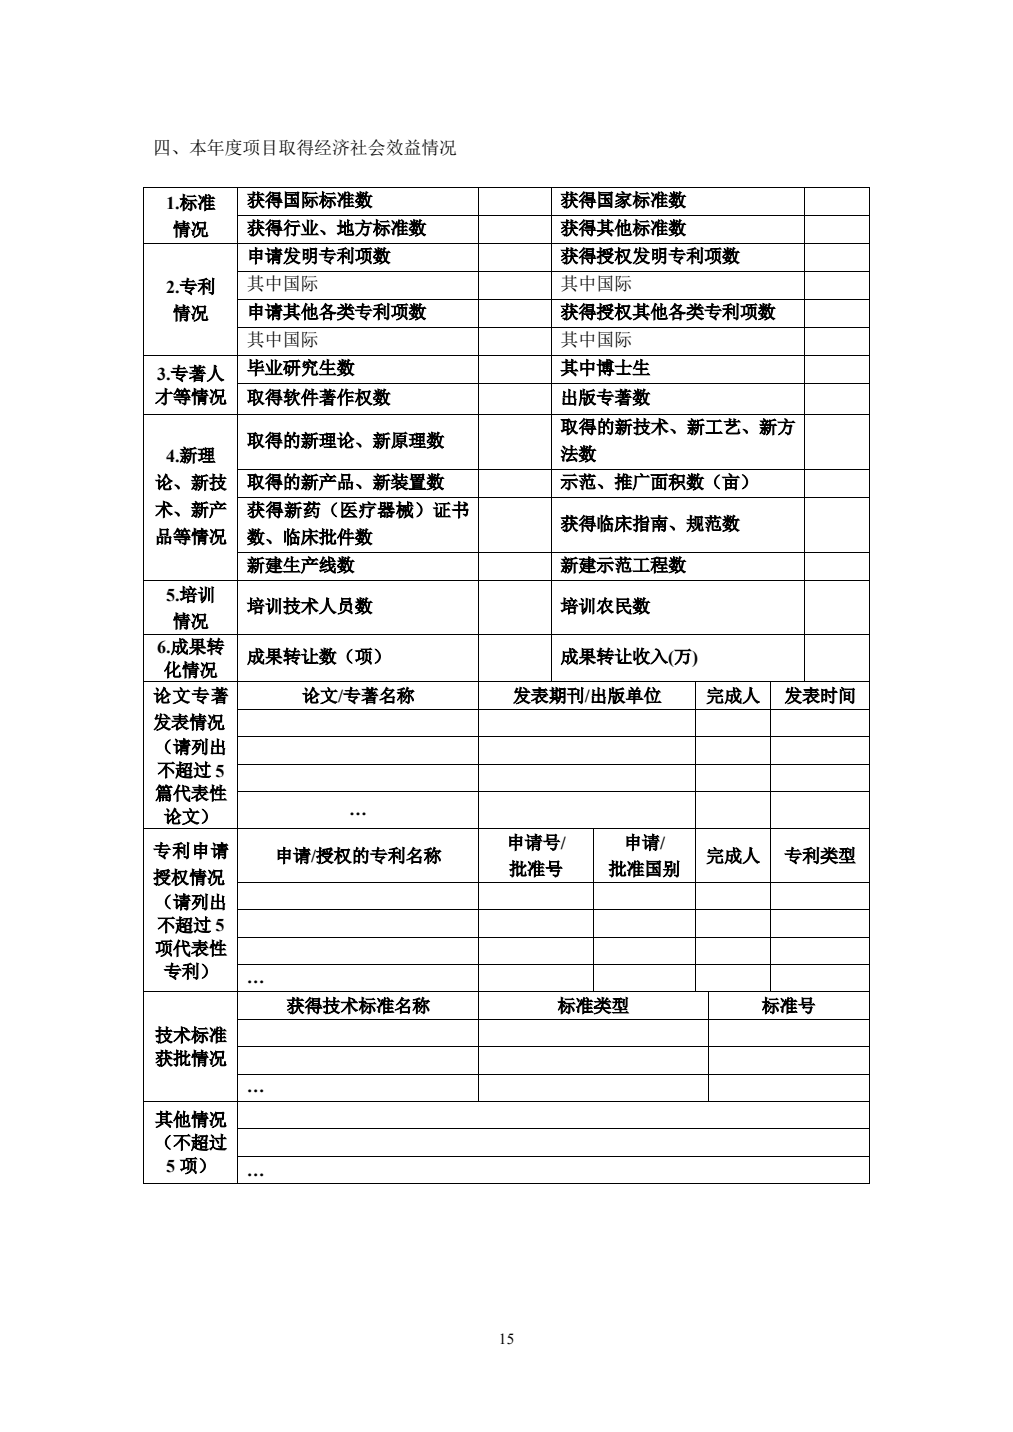 四、本年度项目取得经济社会效益情况
1.标准
情况
获得国际标准数
获得国家标准数
获得行业、地方标准数
获得其他标准数
2.专利
情况
申请发明专利项数
获得授权发明专利项数
其中国际
其中国际
申请其他各类专利项数
获得授权其他各类专利项数
其中国际
其中国际
3.专著人
才等情况
毕业研究生数
其中博士生
取得软件著作权数
出版专著数
4.新理
论、新技
术、新产
品等情况
取得的新理论、新原理数
取得的新技术、新工艺、新方
法数
取得的新产品、新装置数
示范、推广面积数（亩）
获得新药（医疗器械）证书
数、临床批件数
获得临床指南、规范数
新建生产线数
新建示范工程数
5.培训
情况
培训技术人员数
培训农民数
6.成果转
化情况
成果转让数（项）
成果转让收入(万)
论文专著
发表情况
（请列出
不超过 5
篇代表性
论文）
论文/专著名称
发表期刊/出版单位
完成人
发表时间
…
专利申请
授权情况
（请列出
不超过 5
项代表性
专利）
申请/授权的专利名称
申请号/
批准号
申请/
批准国别
完成人
专利类型
…
技术标准
获批情况
获得技术标准名称
标准类型
标准号
…
其他情况
（不超过
5 项）
…
15